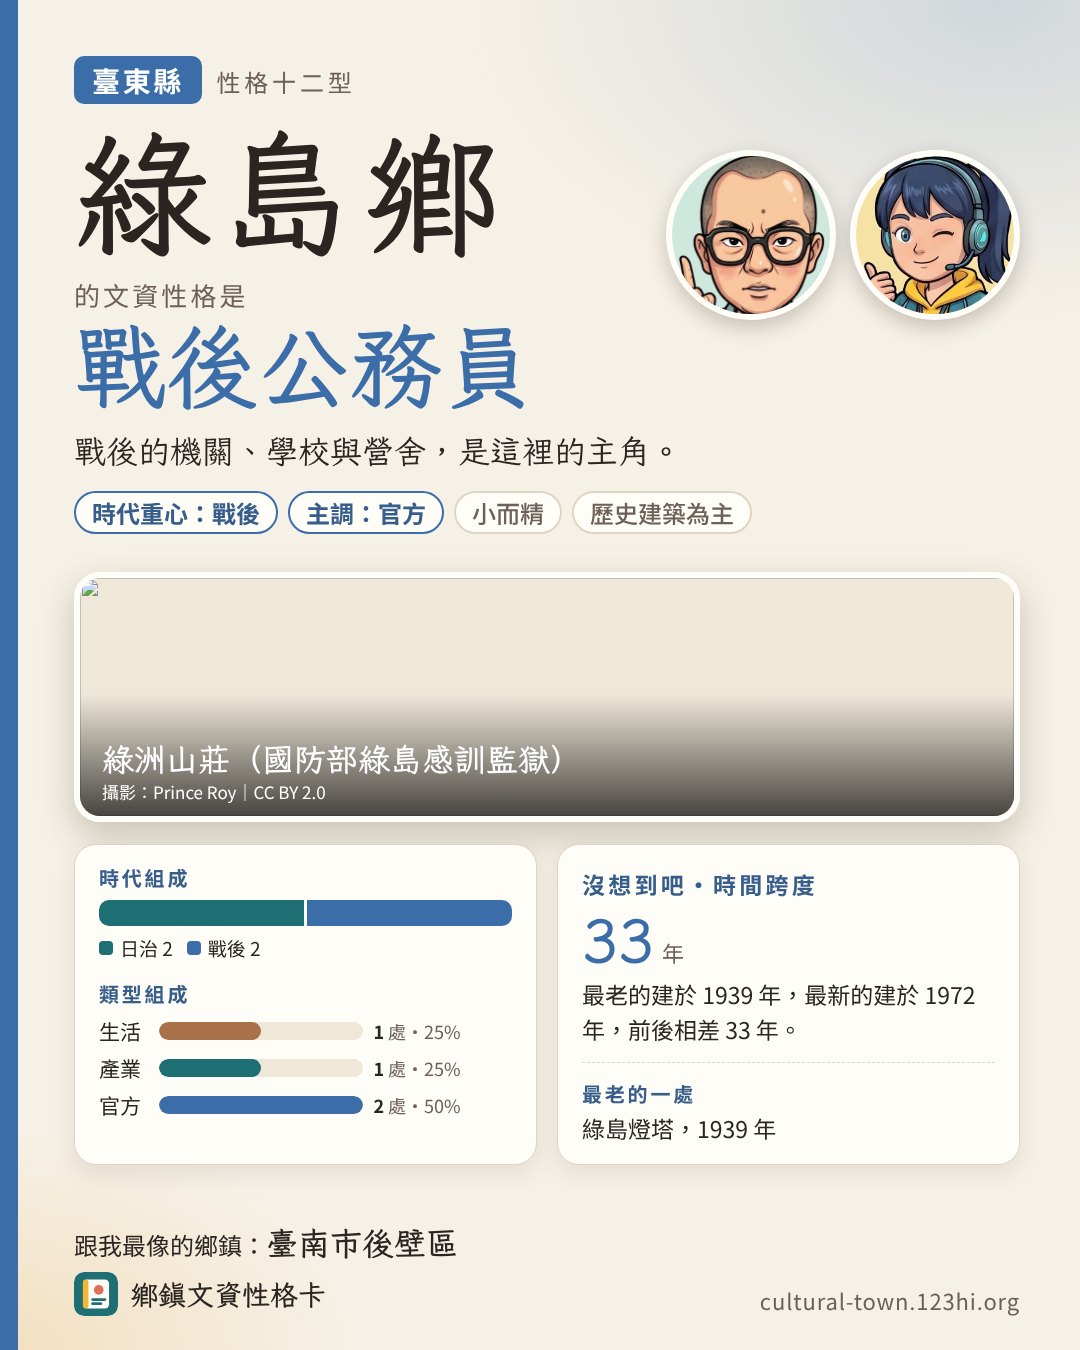 臺東縣 性格十二型
綠島鄉
的文資性格是
戰後公務員
戰後的機關、學校與營舍，是這裡的主角。
時代重心：戰後 主調：官方 小而精 歷史建築為主
綠洲山莊（國防部綠島感訓監獄）
攝影：Prince Roy｜CC BY 2.0
時代組成
日治 2 戰後 2
類型組成
生活 1 處・25%
產業 1 處・25%
官方 2 處・50%
沒想到吧・時間跨度
33 年
最老的建於 1939 年，最新的建於 1972
年，前後相差 33 年。
最老的一處
綠島燈塔，1939 年
跟我最像的鄉鎮：臺南市後壁區
鄉鎮文資性格卡
cultural-town.123hi.org